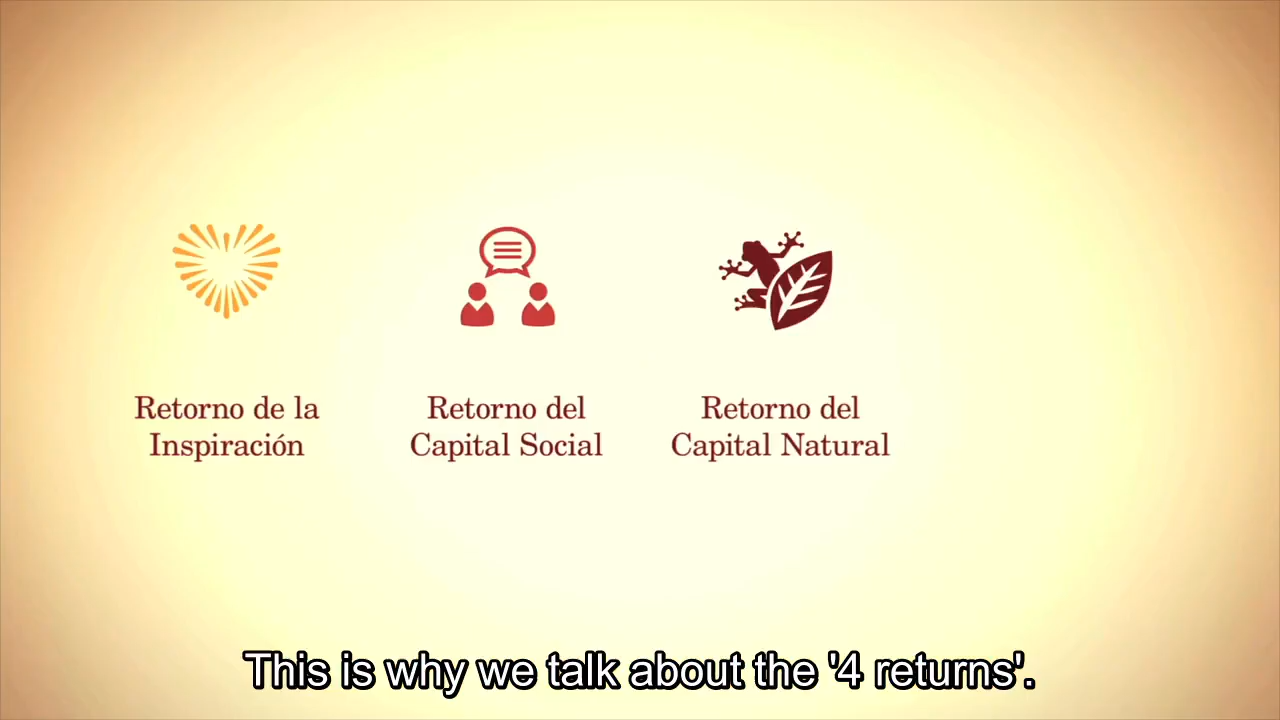 Retorno de la
Inspiración
Retorno del
Capital Social
Retorno del
Capital Natural
This is why we talk about the '4 returns'.